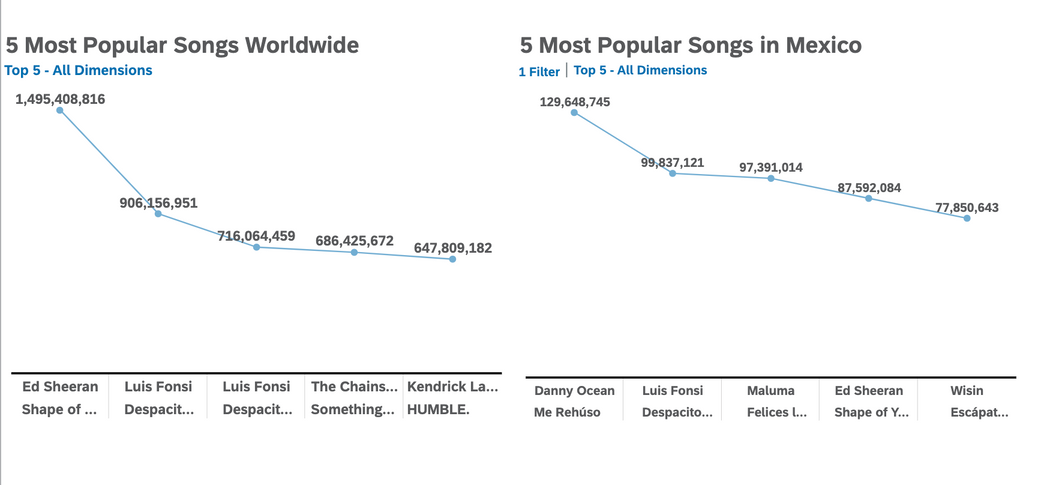 5 Most Popular Songs Worldwide
Top 5 - All Dimensions
1,495,408,816
906,156,951
716,064,459
686,425,672
647,809,182
Ed Sheeran
Luis Fonsi
Luis Fonsi
The Chains...
Kendrick La...
Shape of ...
Despacit...
Despacit...
Something...
HUMBLE.
5 Most Popular Songs in Mexico
1 Filter | Top 5 - All Dimensions
129,648,745
99,837,121
97,391,014
87,592,084
77,850,643
Danny Ocean
Luis Fonsi
Maluma
Ed Sheeran
Wisin
Me Rehúso
Despacito...
Felices l...
Shape of Y...
Escápat...